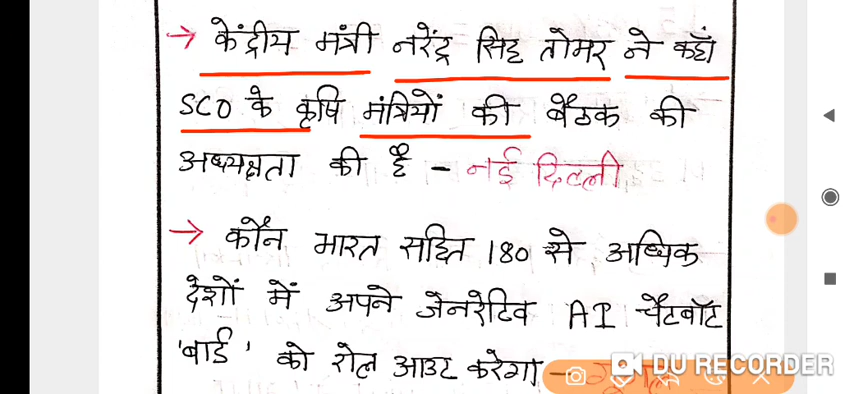 → केंद्रीय मंत्री नरेंद्र सिंह तोमर ने कहाँ
SCO के कृषि मंत्रियों की बैठक की
अध्यक्षता की है - नई दिल्ली
→ कौन भारत सहित 180 से अधिक
देशों में अपने जेनरेटिव AI चैटबॉट
'बार्ड' को रोल आउट करेगा -
DU RECORDER